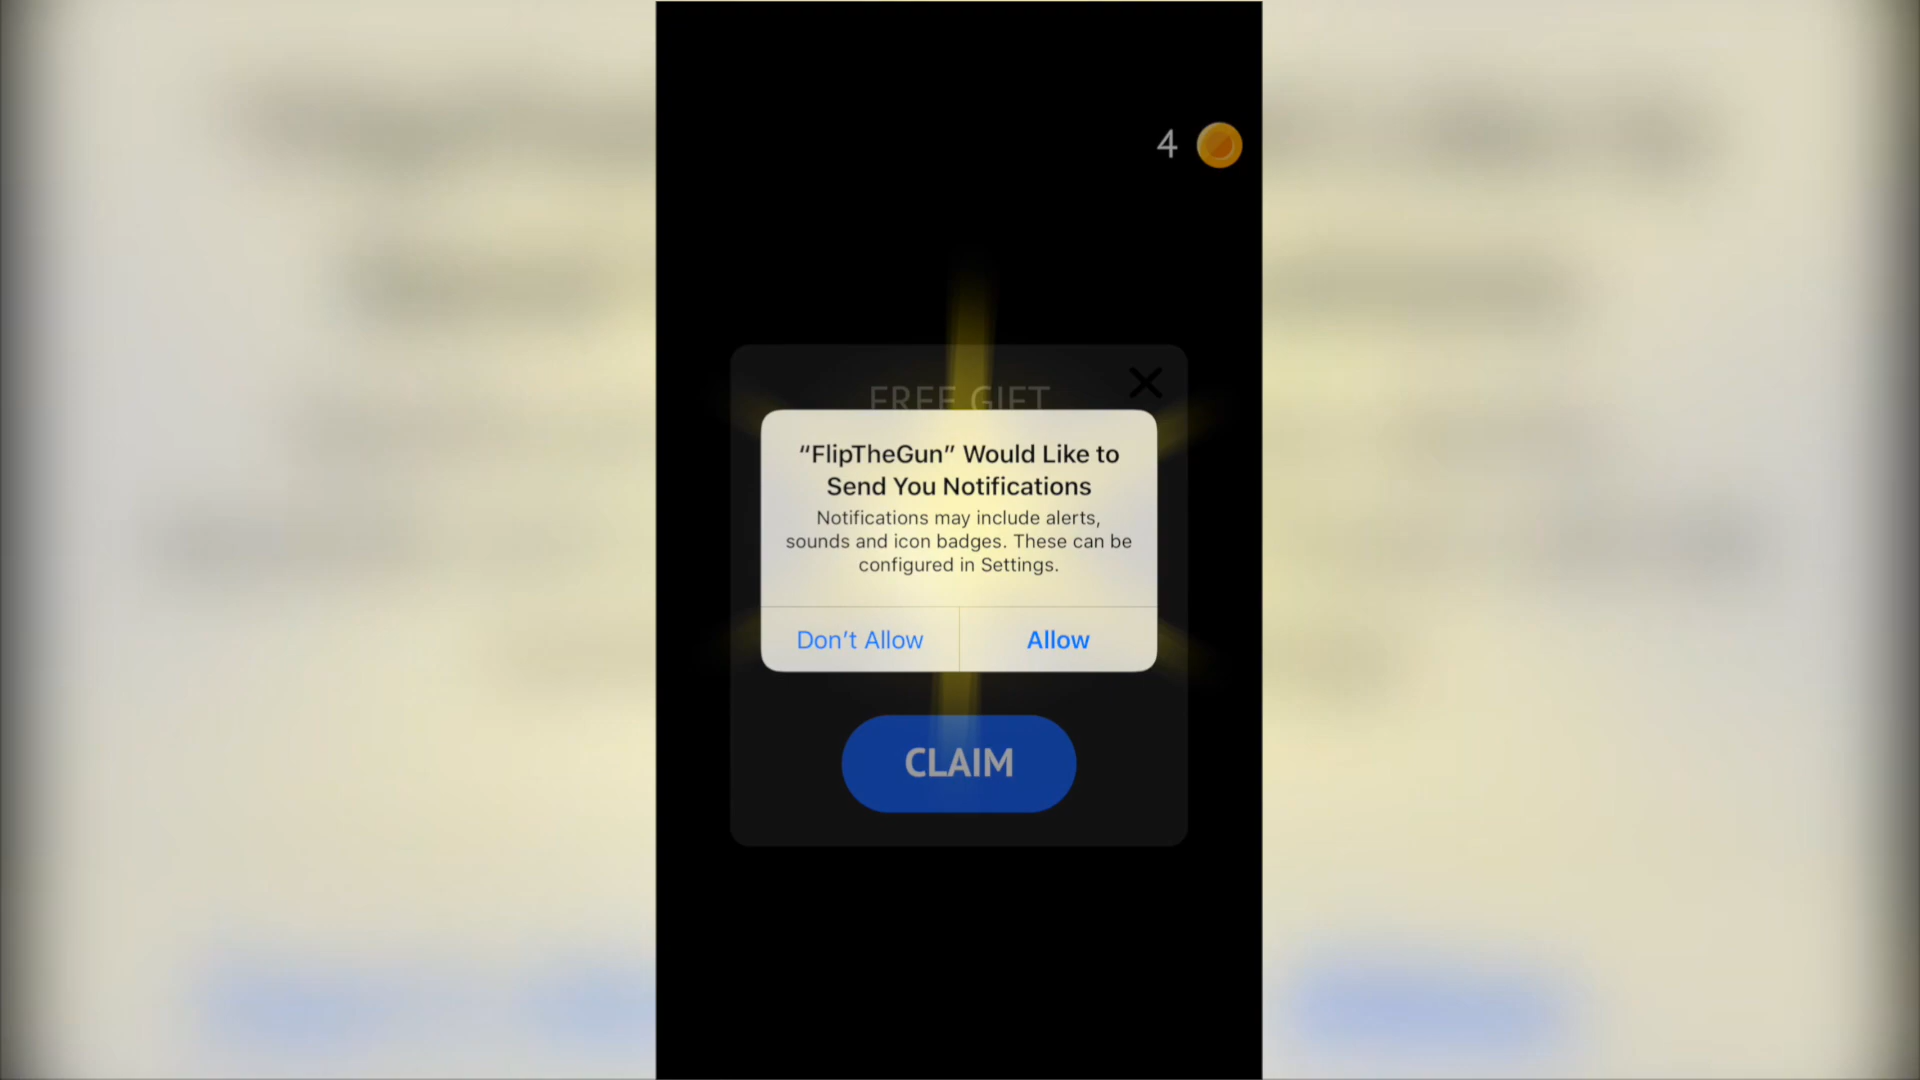 4
FREE GIFT
“FlipTheGun” Would Like to
Send You Notifications
Notifications may include alerts,
sounds and icon badges. These can be
configured in Settings.
Don’t Allow
Allow
CLAIM